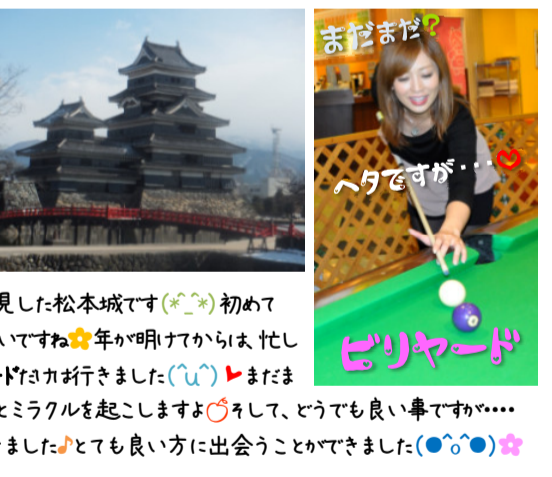 まだまだ?
ヘタですが・・・♡
ビリヤード
見した松本城です(*^_^*)初めて
いですね✿年が明けてからは、忙し
ドだけは行きました(^u^)♥まだま
とミラクルを起こしますよ🍎そして、どうでも良い事ですが・・・・
ました♪とても良い方に出会うことができました(●^o^●)✿